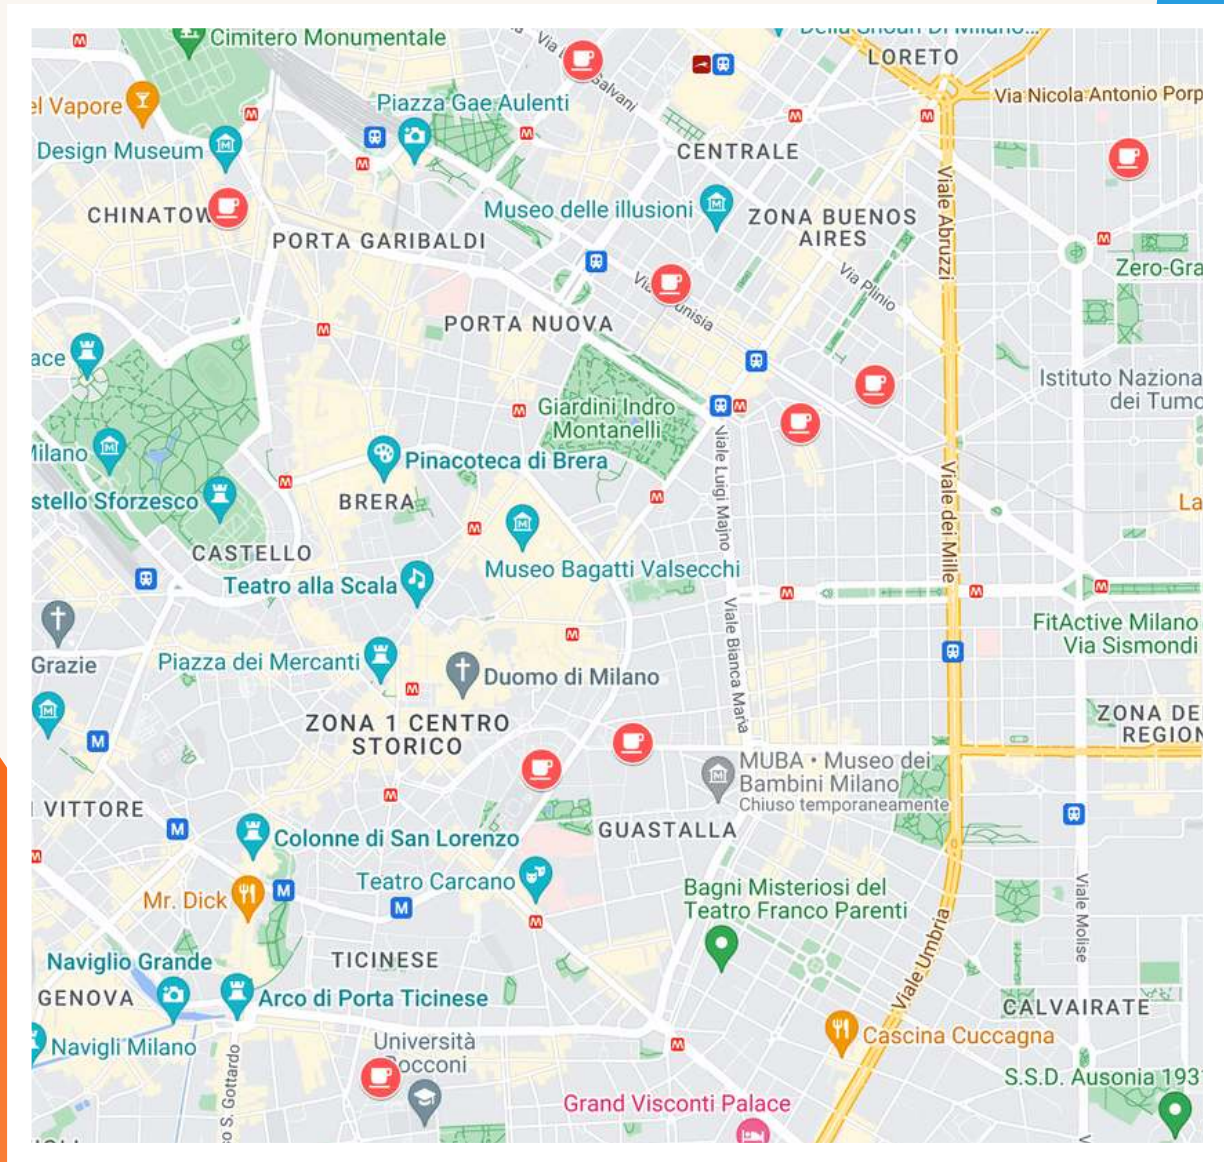 Cimitero Monumentale
Via
Galvani
LORETO
Via Nicola Antonio Porp
el Vapore
Piazza Gae Aulenti
Design Museum
CENTRALE
Viale Abruzzi
CHINATOW
Museo delle illusioni
ZONA BUENOS
AIRES
PORTA GARIBALDI
Via Plinio
Zero-Gra
unisia
PORTA NUOVA
ace
Istituto Naziona
dei Tumo
Giardini Indro
Montanelli
Viale Luigi Majno
Milano
Pinacoteca di Brera
Viale dei Mille
BRERA
stello Sforzesco
La
CASTELLO
Museo Bagatti Valsecchi
Teatro alla Scala
Viale Bianca Maria
FitActive Milano
Via Sismondi
Grazie
Piazza dei Mercanti
Duomo di Milano
ZONA 1 CENTRO
STORICO
ZONA DE
REGION
MUBA • Museo dei
Bambini Milano
Chiuso temporaneamente
VITTORE
Colonne di San Lorenzo
GUASTALLA
Teatro Carcano
Mr. Dick
Bagni Misteriosi del
Teatro Franco Parenti
Viale Molise
Viale Umbria
TICINESE
Naviglio Grande
GENOVA
Arco di Porta Ticinese
CALVAIRATE
Navigli Milano
Università
occoni
Cascina Cuccagna
o S. Gottardo
S.S.D. Ausonia 193
Grand Visconti Palace